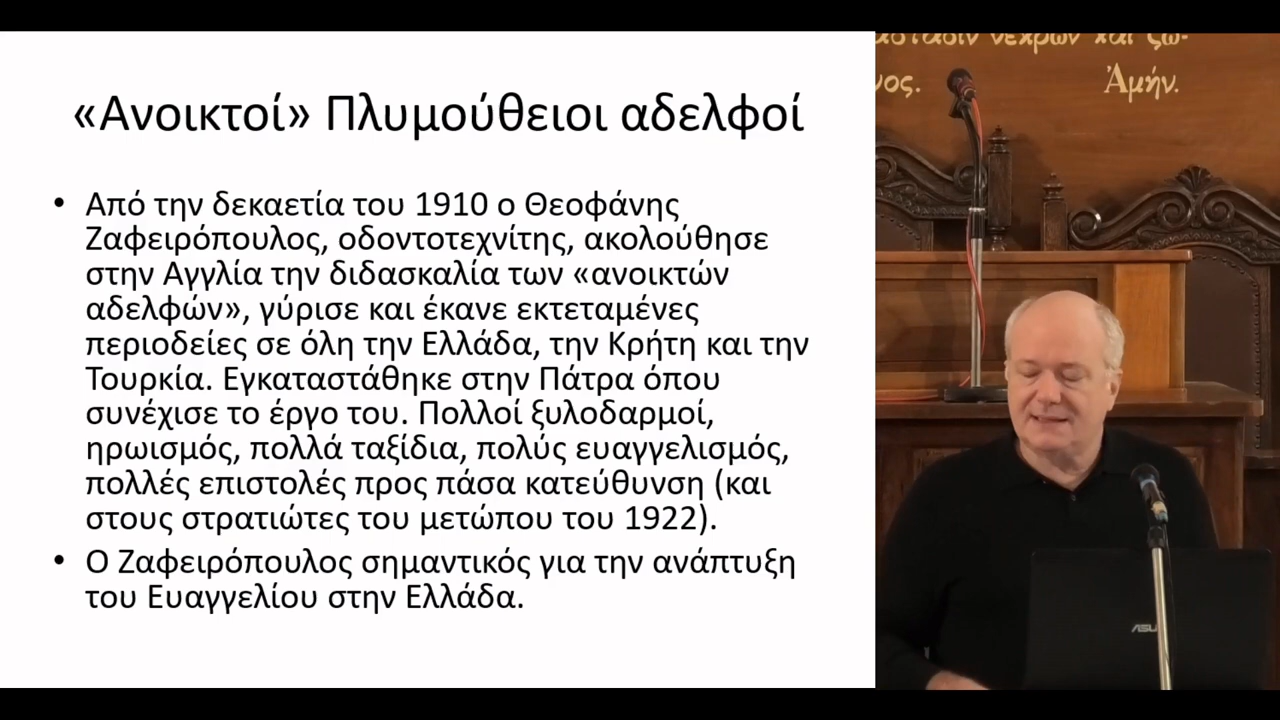 «Ανοικτοί» Πλυμούθειοι αδελφοί
• Από την δεκαετία του 1910 ο Θεοφάνης
Ζαφειρόπουλος, οδοντοτεχνίτης, ακολούθησε
στην Αγγλία την διδασκαλία των «ανοικτών
αδελφών», γύρισε και έκανε εκτεταμένες
περιοδείες σε όλη την Ελλάδα, την Κρήτη και την
Τουρκία. Εγκαταστάθηκε στην Πάτρα όπου
συνέχισε το έργο του. Πολλοί ξυλοδαρμοί,
ηρωισμός, πολλά ταξίδια, πολύς ευαγγελισμός,
πολλές επιστολές προς πάσα κατεύθυνση (και
στους στρατιώτες του μετώπου του 1922).
• Ο Ζαφειρόπουλος σημαντικός για την ανάπτυξη
του Ευαγγελίου στην Ελλάδα.
νεκρών καὶ ζω-
Ἀμήν.
ASUS